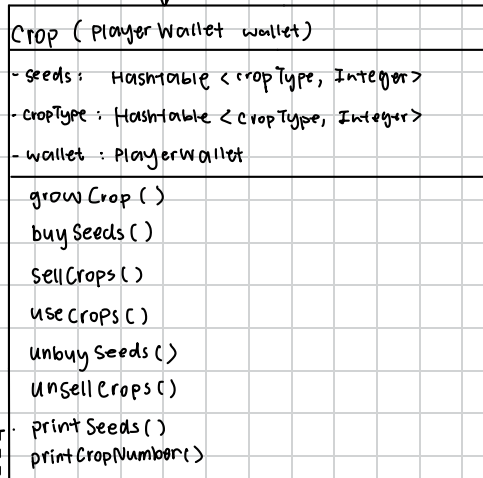 Crop ( PlayerWallet wallet)
- seeds : Hashtable <cropType, Integer>
- cropType : Hashtable <cropType, Integer>
- wallet : PlayerWallet
growCrop ()
buySeeds ()
sellCrops ()
useCrops ()
unbuySeeds ()
unsellCrops ()
printSeeds ()
printCropNumber()